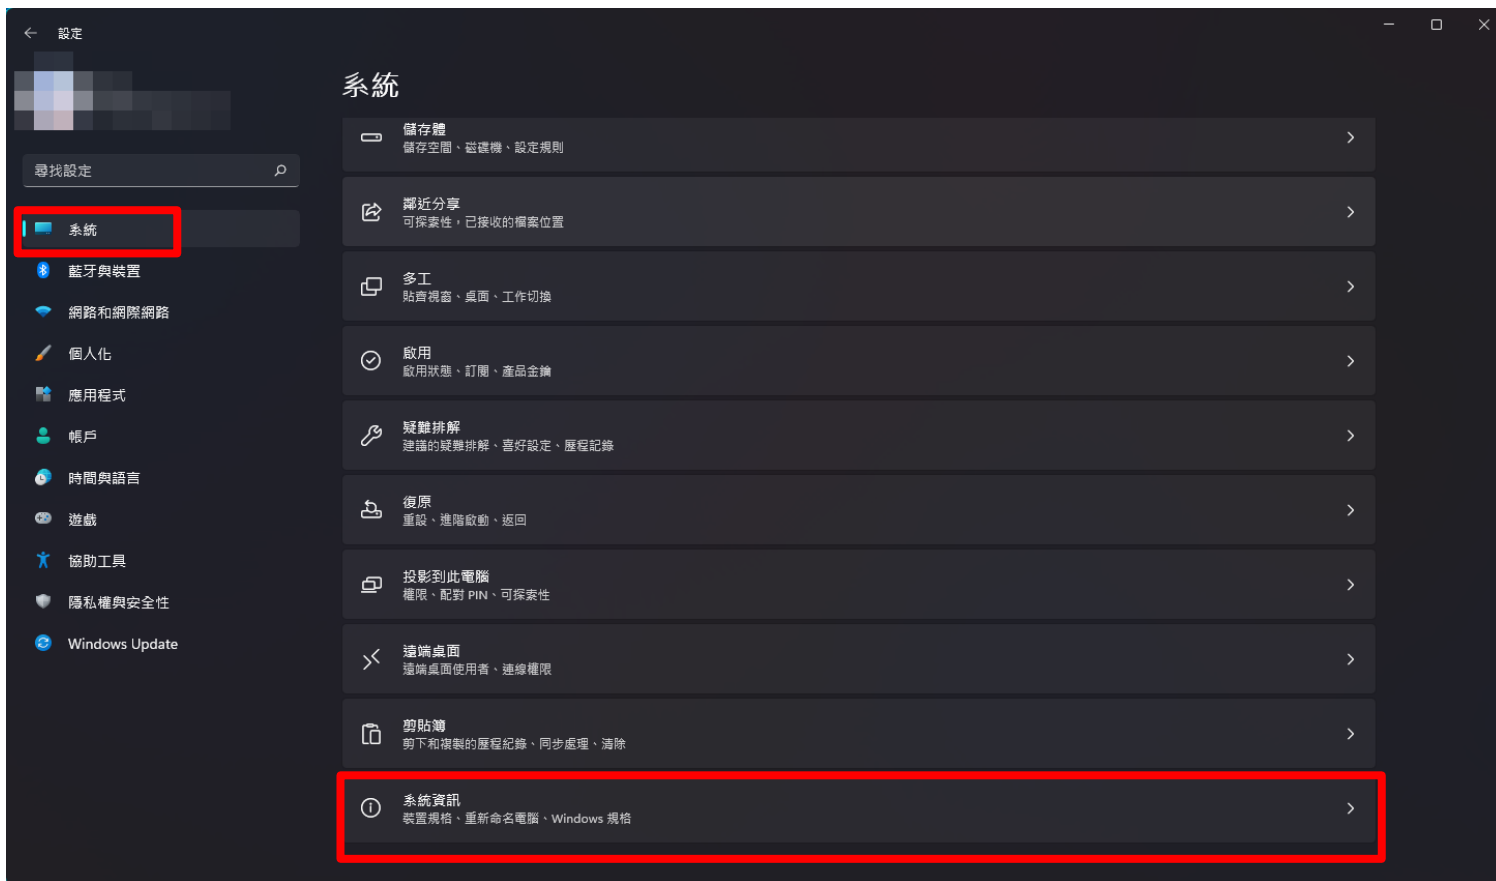 設定
系統
尋找設定
系統
藍牙與裝置
網路和網際網路
個人化
應用程式
帳戶
時間與語言
遊戲
協助工具
隱私權與安全性
Windows Update
儲存體
儲存空間、磁碟機、設定規則
鄰近分享
可探索性，已接收的檔案位置
多工
貼齊視窗、桌面、工作切換
啟用
啟用狀態、訂閱、產品金鑰
疑難排解
建議的疑難排解、喜好設定、歷程記錄
復原
重設、進階啟動、返回
投影到此電腦
權限、配對 PIN、可探索性
遠端桌面
遠端桌面使用者、連線權限
剪貼簿
剪下和複製的歷程紀錄、同步處理、清除
系統資訊
裝置規格、重新命名電腦、Windows 規格